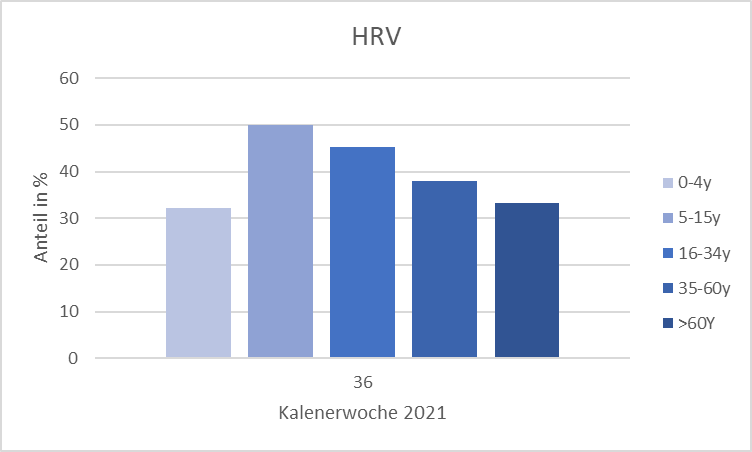 HRV
60
50
40
30
20
10
0
Anteil in %
36
Kalenerwoche 2021
0-4y
5-15y
16-34y
35-60y
>60Y